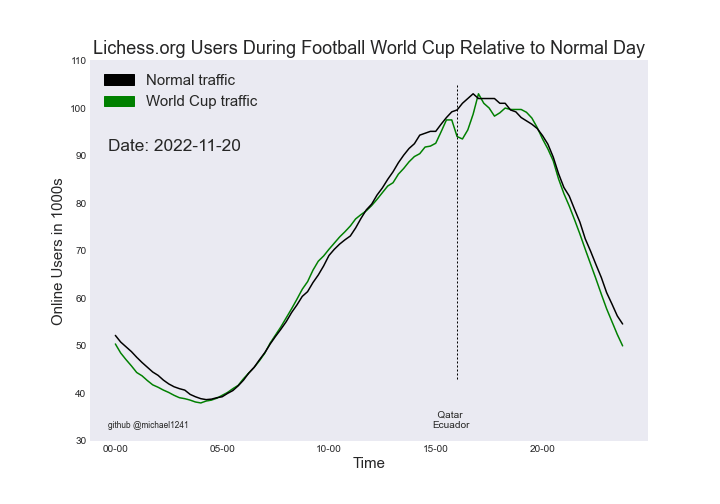 Lichess.org Users During Football World Cup Relative to Normal Day
Normal traffic
World Cup traffic
Date: 2022-11-20
Online Users in 1000s
110
100
90
80
70
60
50
40
30
github @michael1241
Qatar
Ecuador
00-00
05-00
10-00
15-00
20-00
Time